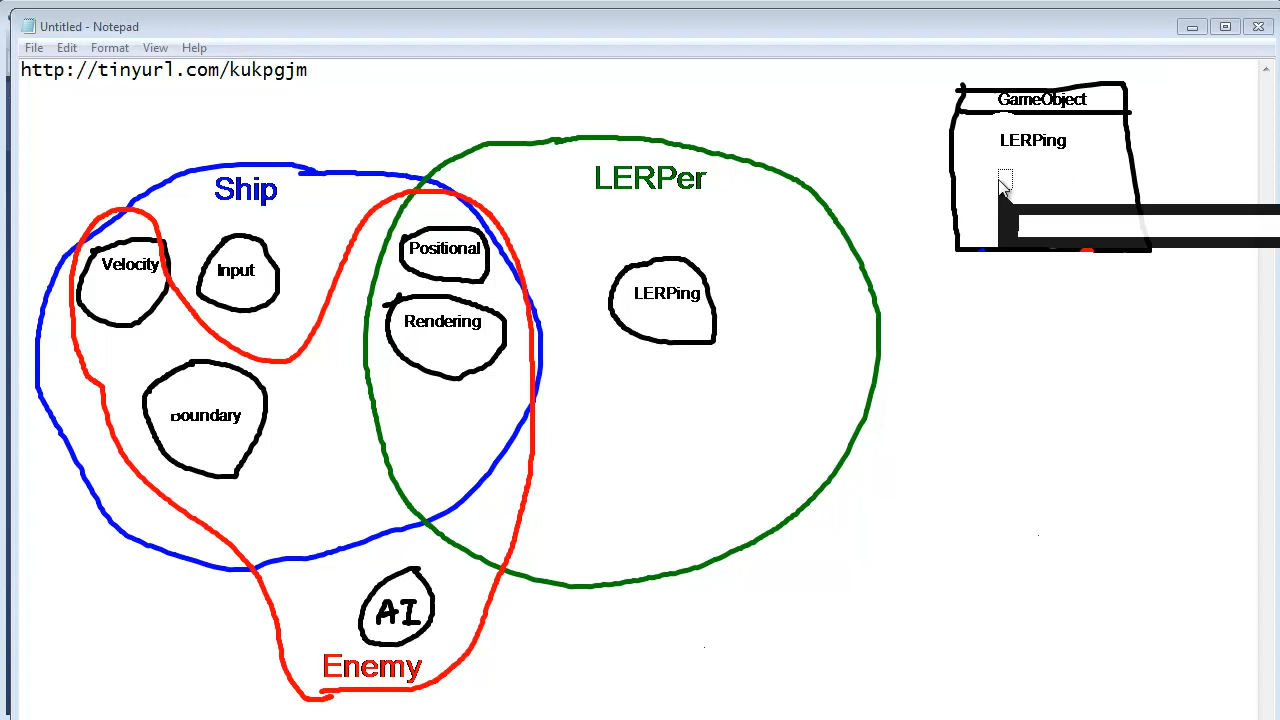 Untitled - Notepad
File Edit Format View Help
http://tinyurl.com/kukpgjm
GameObject
LERPing
Ship
LERPer
Velocity
Input
Positional
Rendering
LERPing
Boundary
AI
Enemy